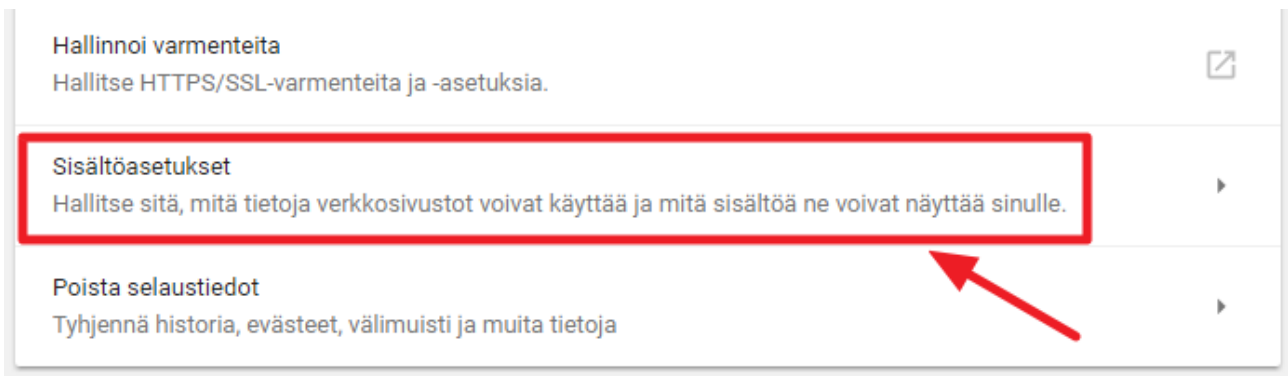 Hallinnoi varmenteita
Hallitse HTTPS/SSL-varmenteita ja -asetuksia.
Sisältöasetukset
Hallitse sitä, mitä tietoja verkkosivustot voivat käyttää ja mitä sisältöä ne voivat näyttää sinulle.
Poista selaustiedot
Tyhjennä historia, evästeet, välimuisti ja muita tietoja